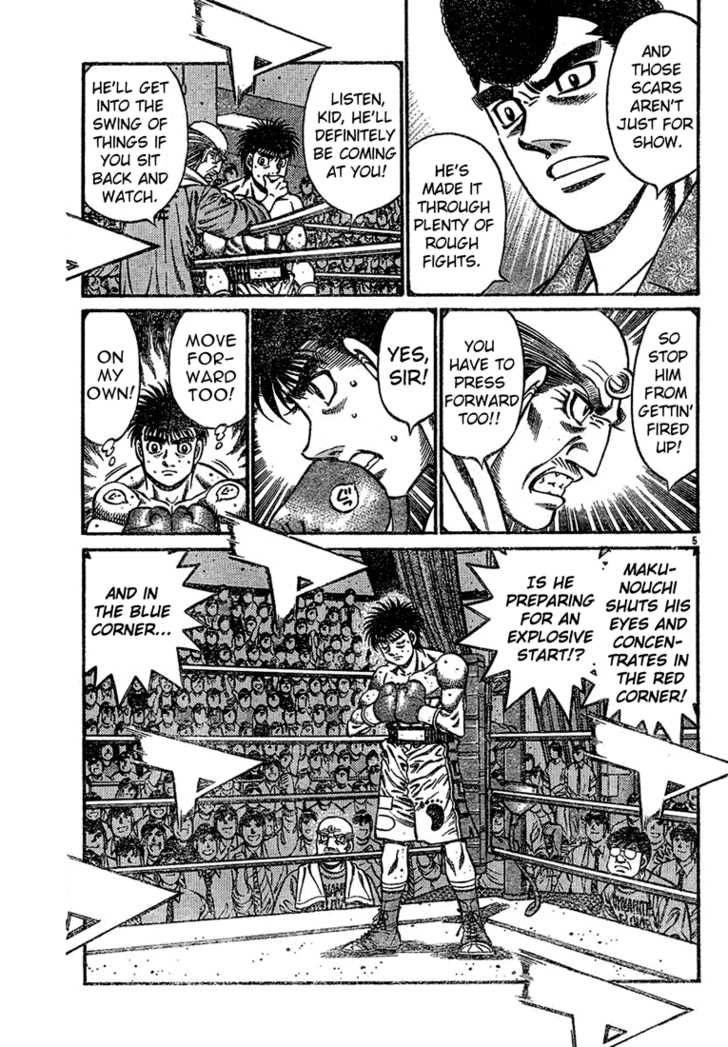 AND
THOSE
SCARS
AREN'T
JUST FOR
SHOW.
HE'S
MADE IT
THROUGH
PLENTY OF
ROUGH
FIGHTS.
LISTEN,
KID, HE'LL
DEFINITELY
BE COMING
AT YOU!
HE'LL GET
INTO THE
SWING OF
THINGS IF
YOU SIT
BACK AND
WATCH.
SO
STOP
HIM
FROM
GETTIN'
FIRED
UP!
YOU
HAVE TO
PRESS
FORWARD
TOO!!
YES,
SIR!
MOVE
FOR-
WARD
TOO!
ON
MY
OWN!
5
MAKU-
NOUCHI
SHUTS HIS
EYES AND
CONCEN-
TRATES IN
THE RED
CORNER!
IS HE
PREPARING
FOR AN
EXPLOSIVE
START!?
AND IN
THE BLUE
CORNER...